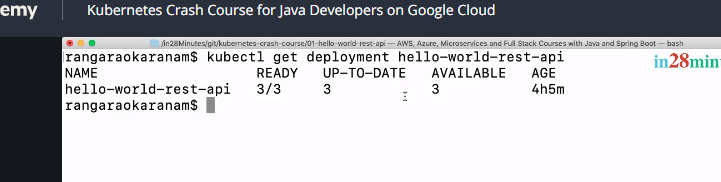 emy Kubernetes Crash Course for Java Developers on Google Cloud
/in28Minutes/git/kubernetes-crash-course/01-hello-world-rest-api — AWS, Azure, Microservices and Full Stack Courses with Java and Spring Boot — bash
rangaraokaranam$ kubectl get deployment hello-world-rest-api
in28min
NAME READY UP-TO-DATE AVAILABLE AGE
hello-world-rest-api 3/3 3 3 4h5m
rangaraokaranam$